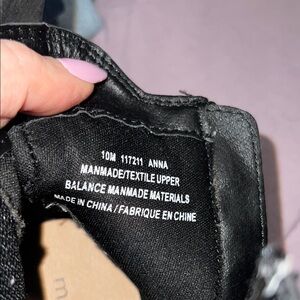 10M 117211 ANNA
MANMADE/TEXTILE UPPER
BALANCE MANMADE MATERIALS
MADE IN CHINA / FABRIQUE EN CHINE
m